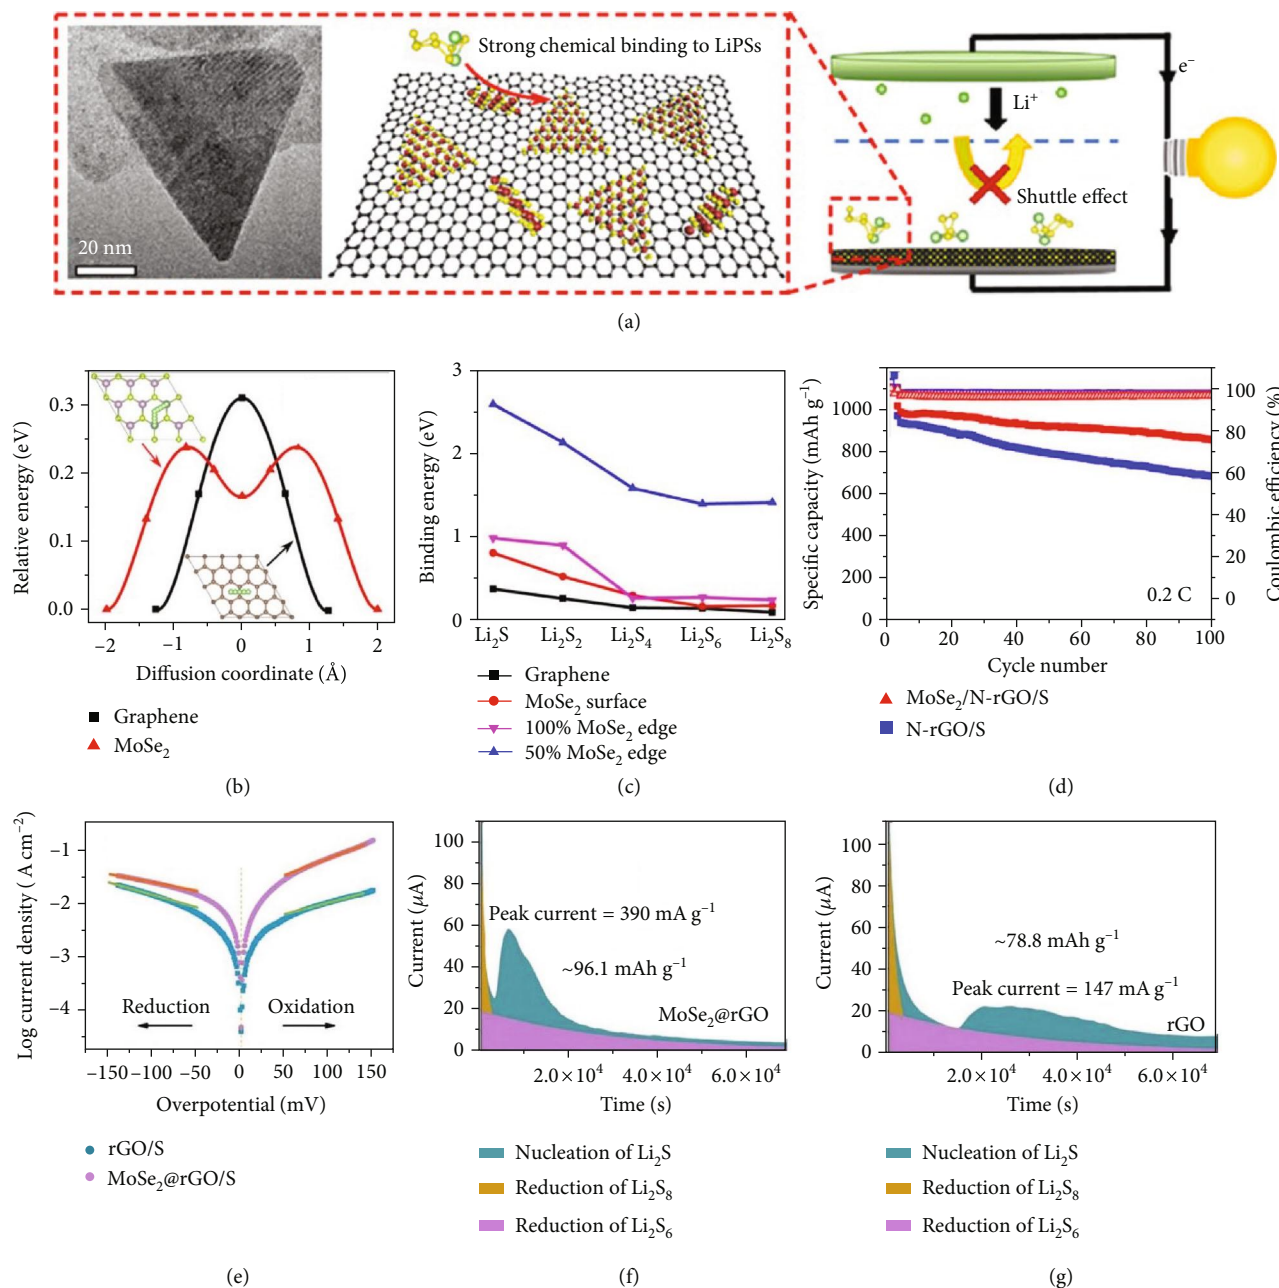 Strong chemical binding to LiPSs
20 nm
e⁻
Li⁺
Shuttle effect
(a)
Relative energy (eV)
0.3
0.2
0.1
0.0
−2
−1
0
1
2
Diffusion coordinate (Å)
Graphene
MoSe₂
(b)
Binding energy (eV)
3
2
1
0
Li₂S
Li₂S₂
Li₂S₄
Li₂S₆
Li₂S₈
Graphene
MoSe₂ surface
100% MoSe₂ edge
50% MoSe₂ edge
(c)
Specific capacity (mAh g⁻¹)
1000
800
600
400
200
0
0
20
40
60
80
100
Cycle number
100
80
60
40
20
0
Coulombic efficiency (%)
0.2 C
MoSe₂/N-rGO/S
N-rGO/S
(d)
Log current density ( A cm⁻²)
−1
−2
−3
−4
Reduction
Oxidation
−150
−100
−50
0
50
100
150
Overpotential (mV)
rGO/S
MoSe₂@rGO/S
(e)
Current (μA)
100
80
60
40
20
0
Peak current = 390 mA g⁻¹
~96.1 mAh g⁻¹
MoSe₂@rGO
2.0×10⁴
4.0×10⁴
6.0×10⁴
Time (s)
Nucleation of Li₂S
Reduction of Li₂S₈
Reduction of Li₂S₆
(f)
Current (μA)
100
80
60
40
20
0
~78.8 mAh g⁻¹
Peak current = 147 mA g⁻¹
rGO
2.0×10⁴
4.0×10⁴
6.0×10⁴
Time (s)
Nucleation of Li₂S
Reduction of Li₂S₈
Reduction of Li₂S₆
(g)